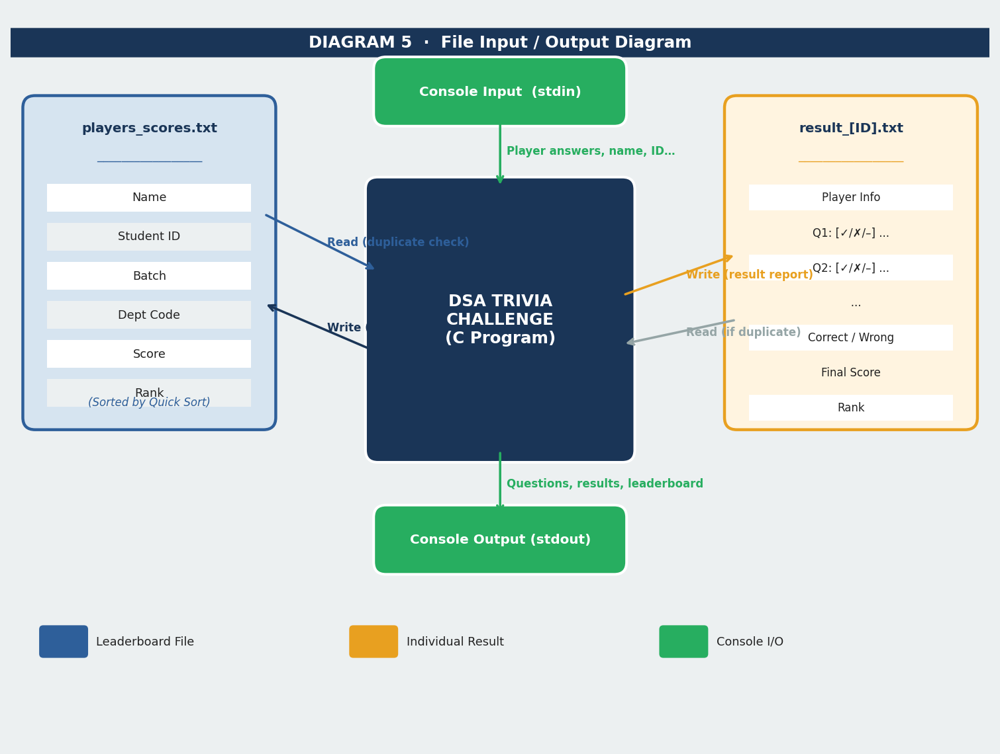 DIAGRAM 5 · File Input / Output Diagram
Console Input (stdin)
Player answers, name, ID…
players_scores.txt
Name
Student ID
Batch
Dept Code
Score
Rank
(Sorted by Quick Sort)
Read (duplicate check)
Write (
DSA TRIVIA
CHALLENGE
(C Program)
Write (result report)
Read (if duplicate)
result_[ID].txt
Player Info
Q1: [✓/✗/–] ...
Q2: [✓/✗/–] ...
...
Correct / Wrong
Final Score
Rank
Questions, results, leaderboard
Console Output (stdout)
Leaderboard File
Individual Result
Console I/O